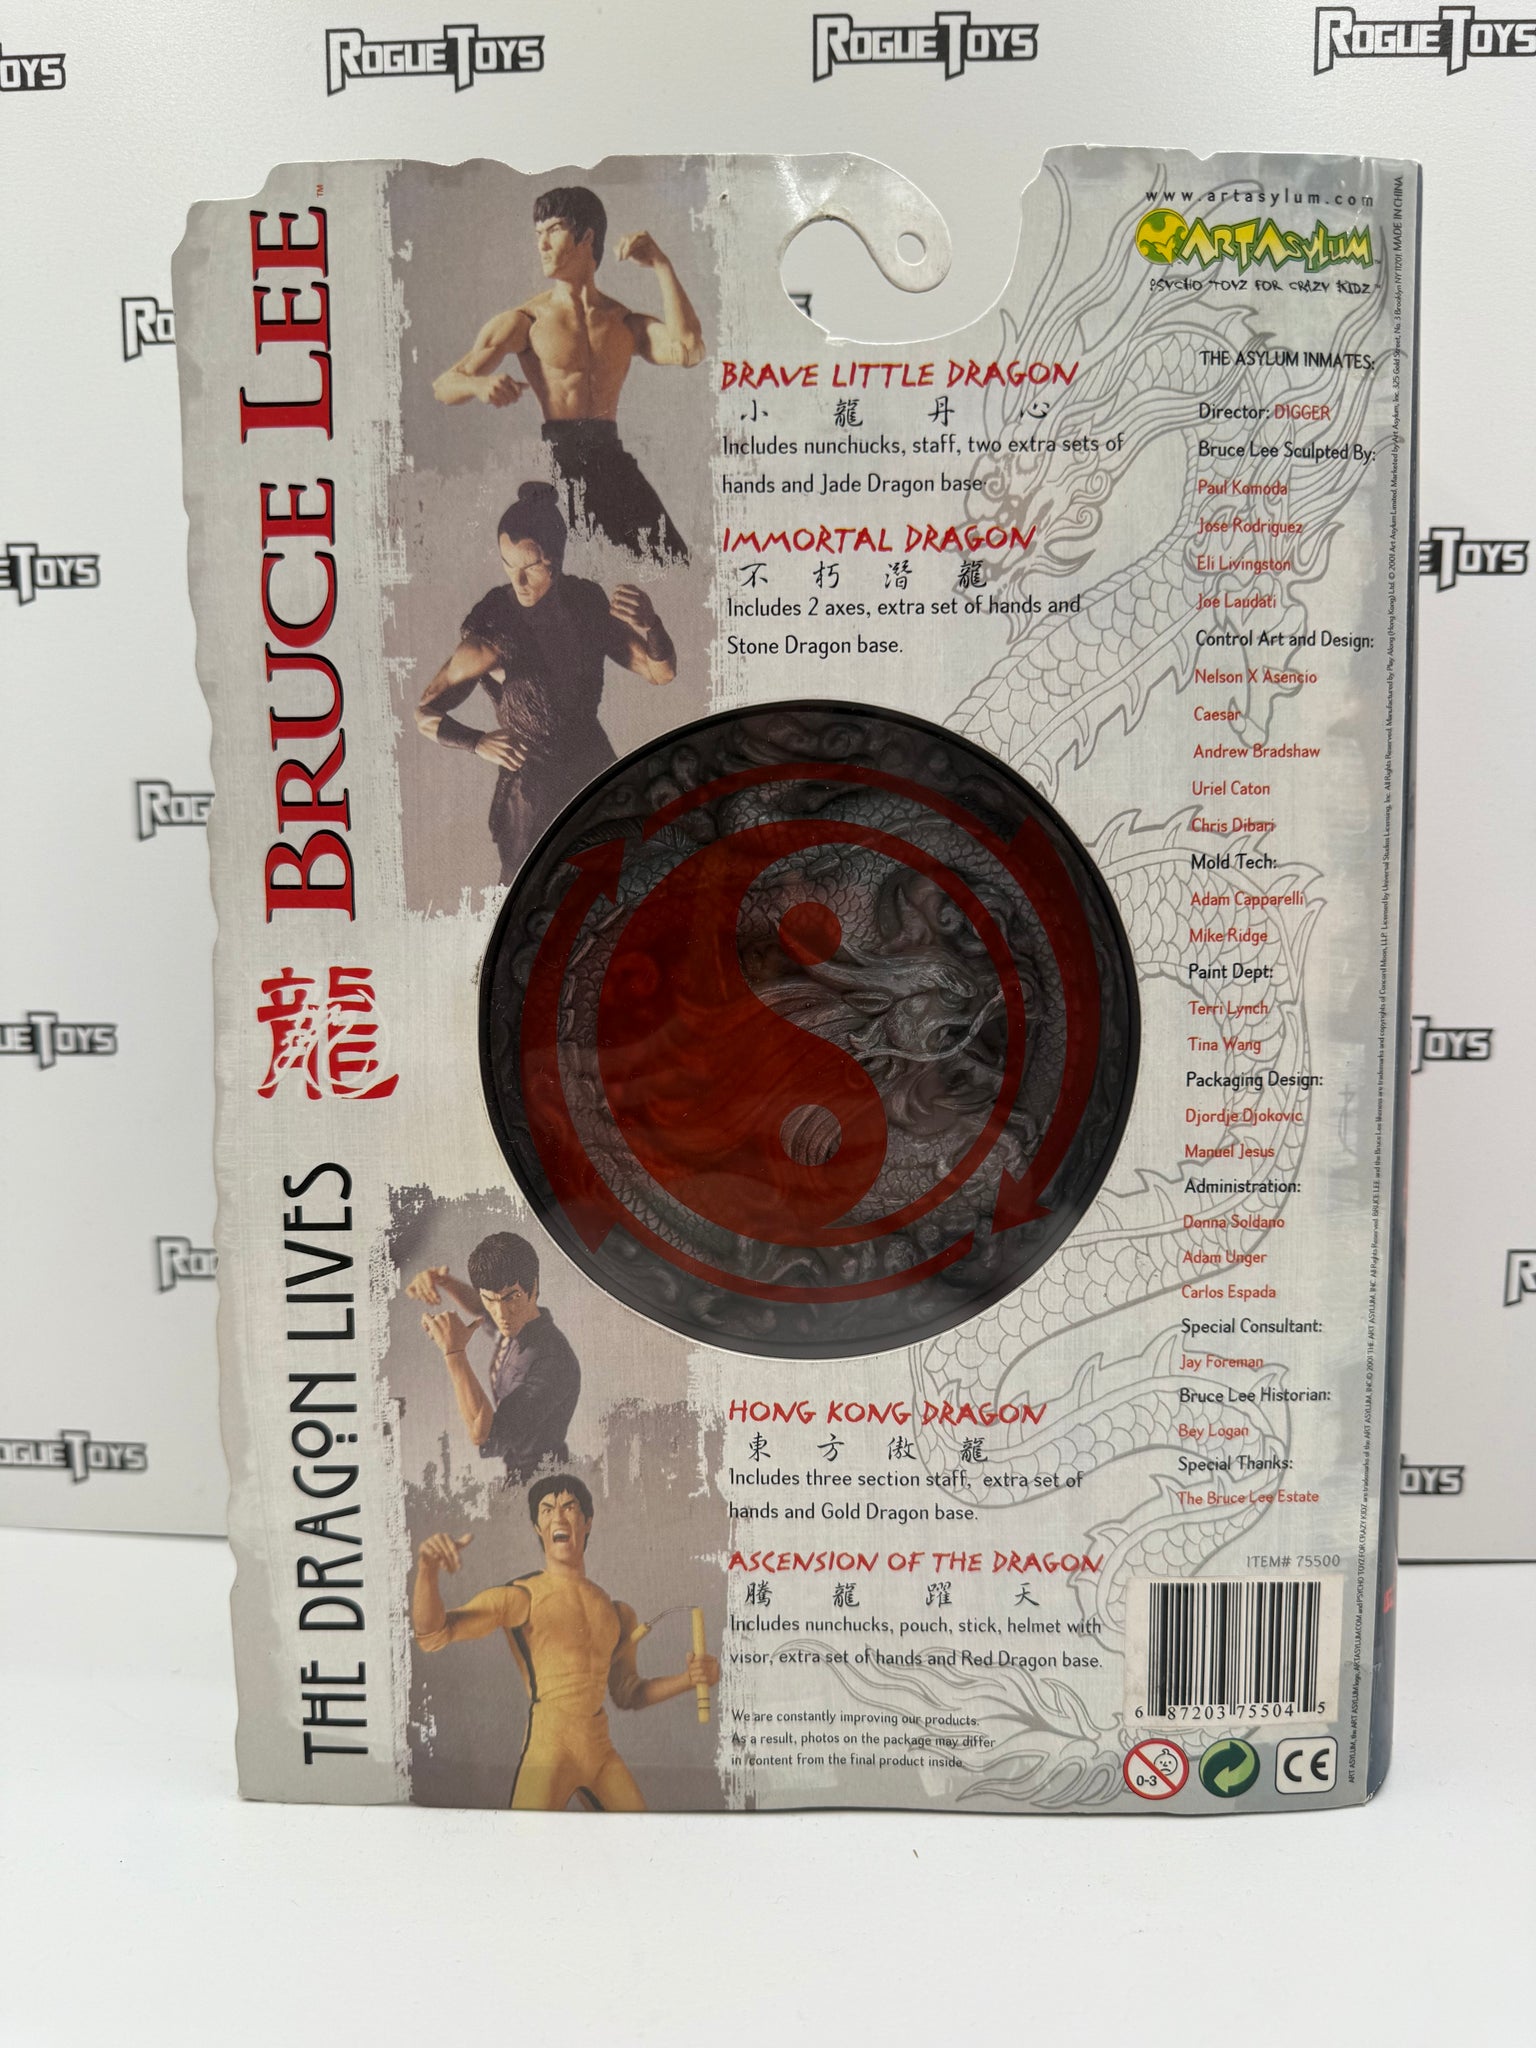 ROGUE TOYS
ROGUE TOYS
ROGUE TOYS
BRUCE LEE™
龍
THE DRAGON LIVES
www.artasylum.com
ART ASYLUM
PSYCHO TOYZ FOR CRAZY KIDZ™
BRAVE LITTLE DRAGON
小龍丹心
Includes nunchucks, staff, two extra sets of
hands and Jade Dragon base.
IMMORTAL DRAGON
不朽潛龍
Includes 2 axes, extra set of hands and
Stone Dragon base.
HONG KONG DRAGON
東方傲龍
Includes three section staff, extra set of
hands and Gold Dragon base.
ASCENSION OF THE DRAGON
騰龍躍天
Includes nunchucks, pouch, stick, helmet with
visor, extra set of hands and Red Dragon base.
We are constantly improving our products.
As a result, photos on the package may differ
in content from the final product inside.
THE ASYLUM INMATES:
Director: DIGGER
Bruce Lee Sculpted By:
Paul Komoda
Jose Rodriguez
Eli Livingston
Joe Laudati
Control Art and Design:
Nelson X Asencio
Caesar
Andrew Bradshaw
Uriel Caton
Chris Dibari
Mold Tech:
Adam Capparelli
Mike Ridge
Paint Dept:
Terri Lynch
Tina Wang
Packaging Design:
Djordje Djokovic
Manuel Jesus
Administration:
Donna Soldano
Adam Unger
Carlos Espada
Special Consultant:
Jay Foreman
Bruce Lee Historian:
Bey Logan
Special Thanks:
The Bruce Lee Estate
ITEM# 75500
6 87203 75504 5
0-3
CE